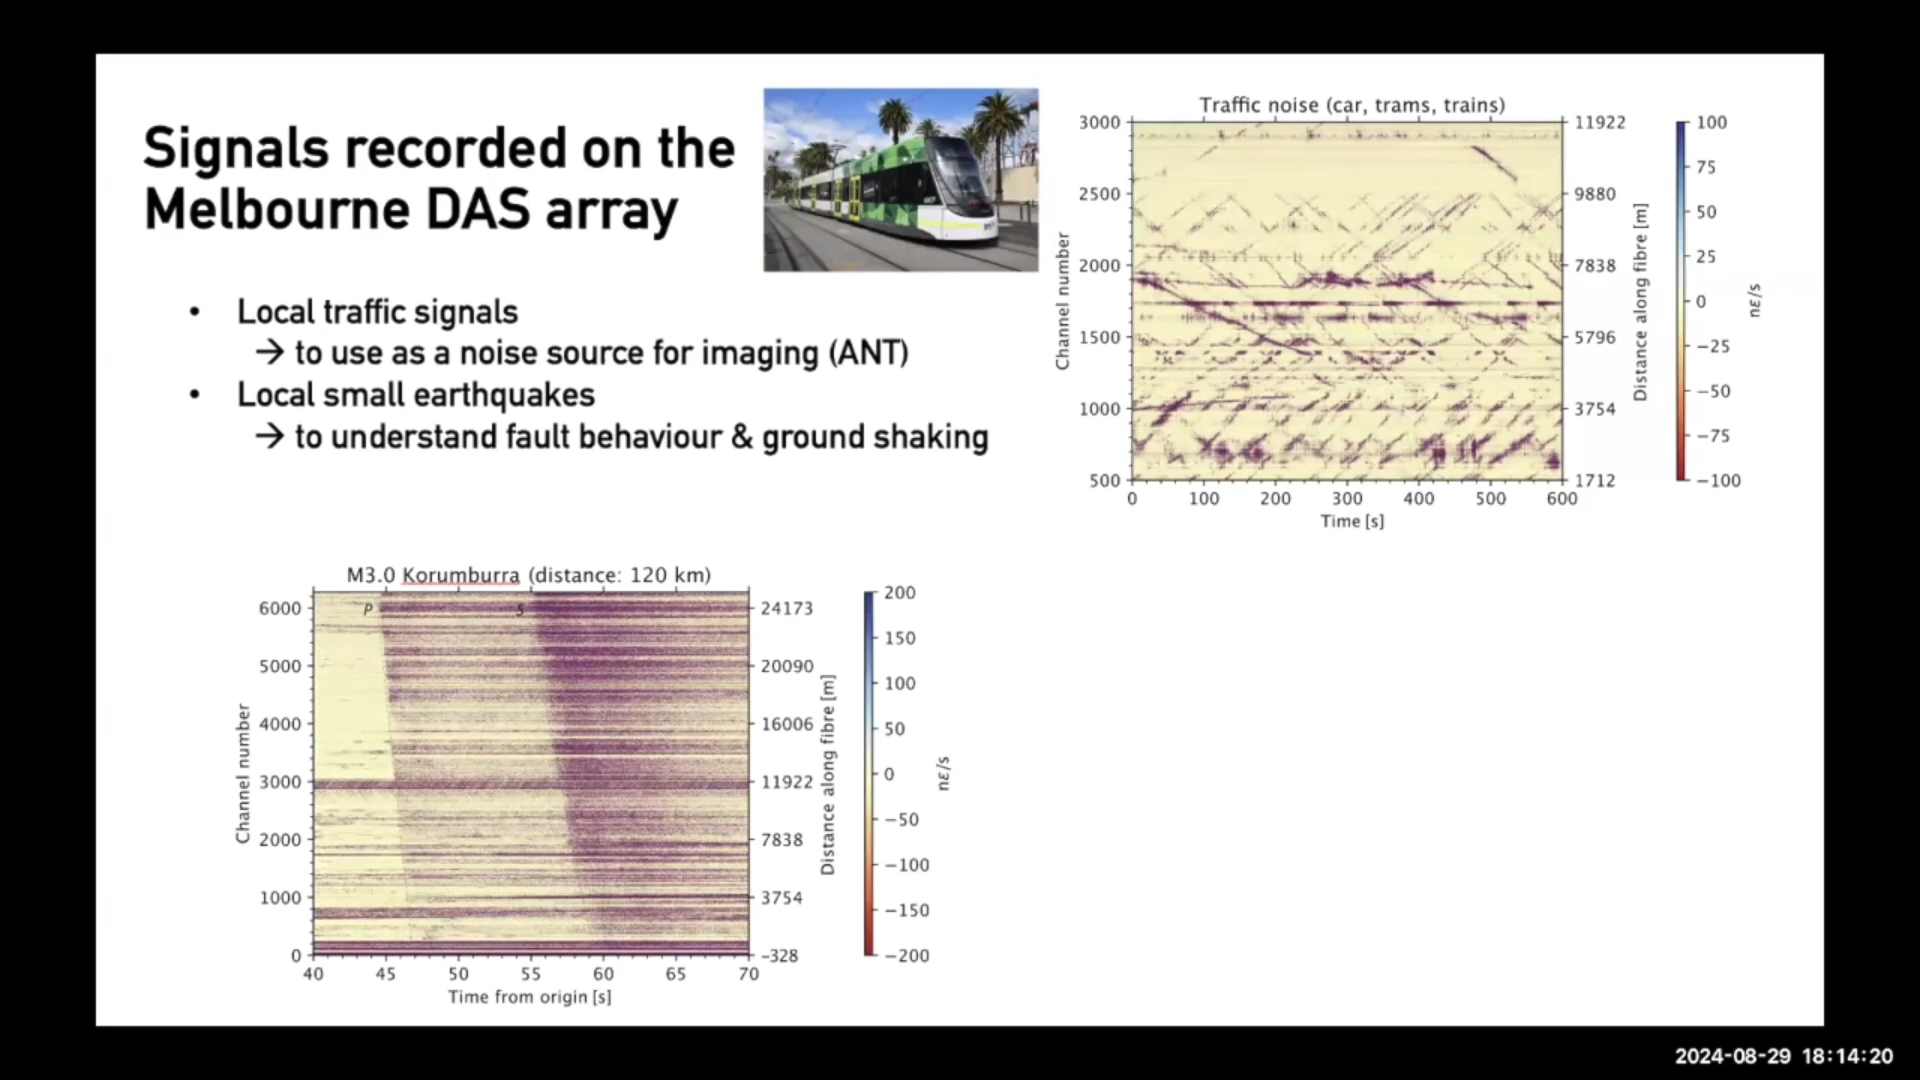 Signals recorded on the
Melbourne DAS array
• Local traffic signals
→ to use as a noise source for imaging (ANT)
• Local small earthquakes
→ to understand fault behaviour & ground shaking
Traffic noise (car, trams, trains)
Channel number
3000
2500
2000
1500
1000
500
0 100 200 300 400 500 600
Time [s]
11922
9880
7838
5796
3754
1712
Distance along fibre [m]
100
75
50
25
0
−25
−50
−75
−100
nε/s
M3.0 Korumburra (distance: 120 km)
P S
Channel number
6000
5000
4000
3000
2000
1000
0
40 45 50 55 60 65 70
Time from origin [s]
24173
20090
16006
11922
7838
3754
-328
Distance along fibre [m]
200
150
100
50
0
−50
−100
−150
−200
nε/s
2024-08-29 18:14:20